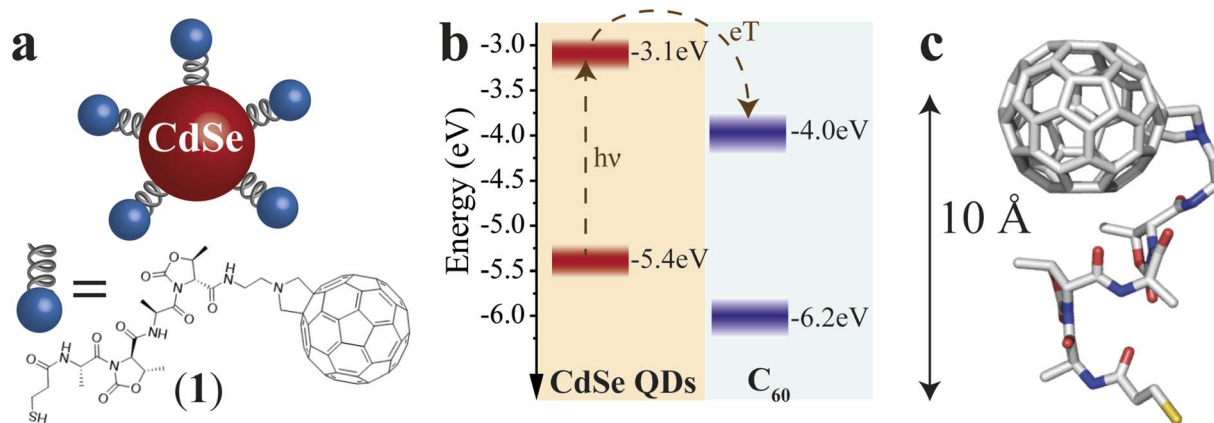 a
CdSe
=
(1)
O
O
N
H
N
O
O
O
N
H
N
O
H
N
O
O
O
N
O
SH
b
Energy (eV)
-3.0
-3.5
-4.0
-4.5
-5.0
-5.5
-6.0
eT
-3.1eV
-4.0eV
hν
-5.4eV
-6.2eV
CdSe QDs
C60
c
10 Å